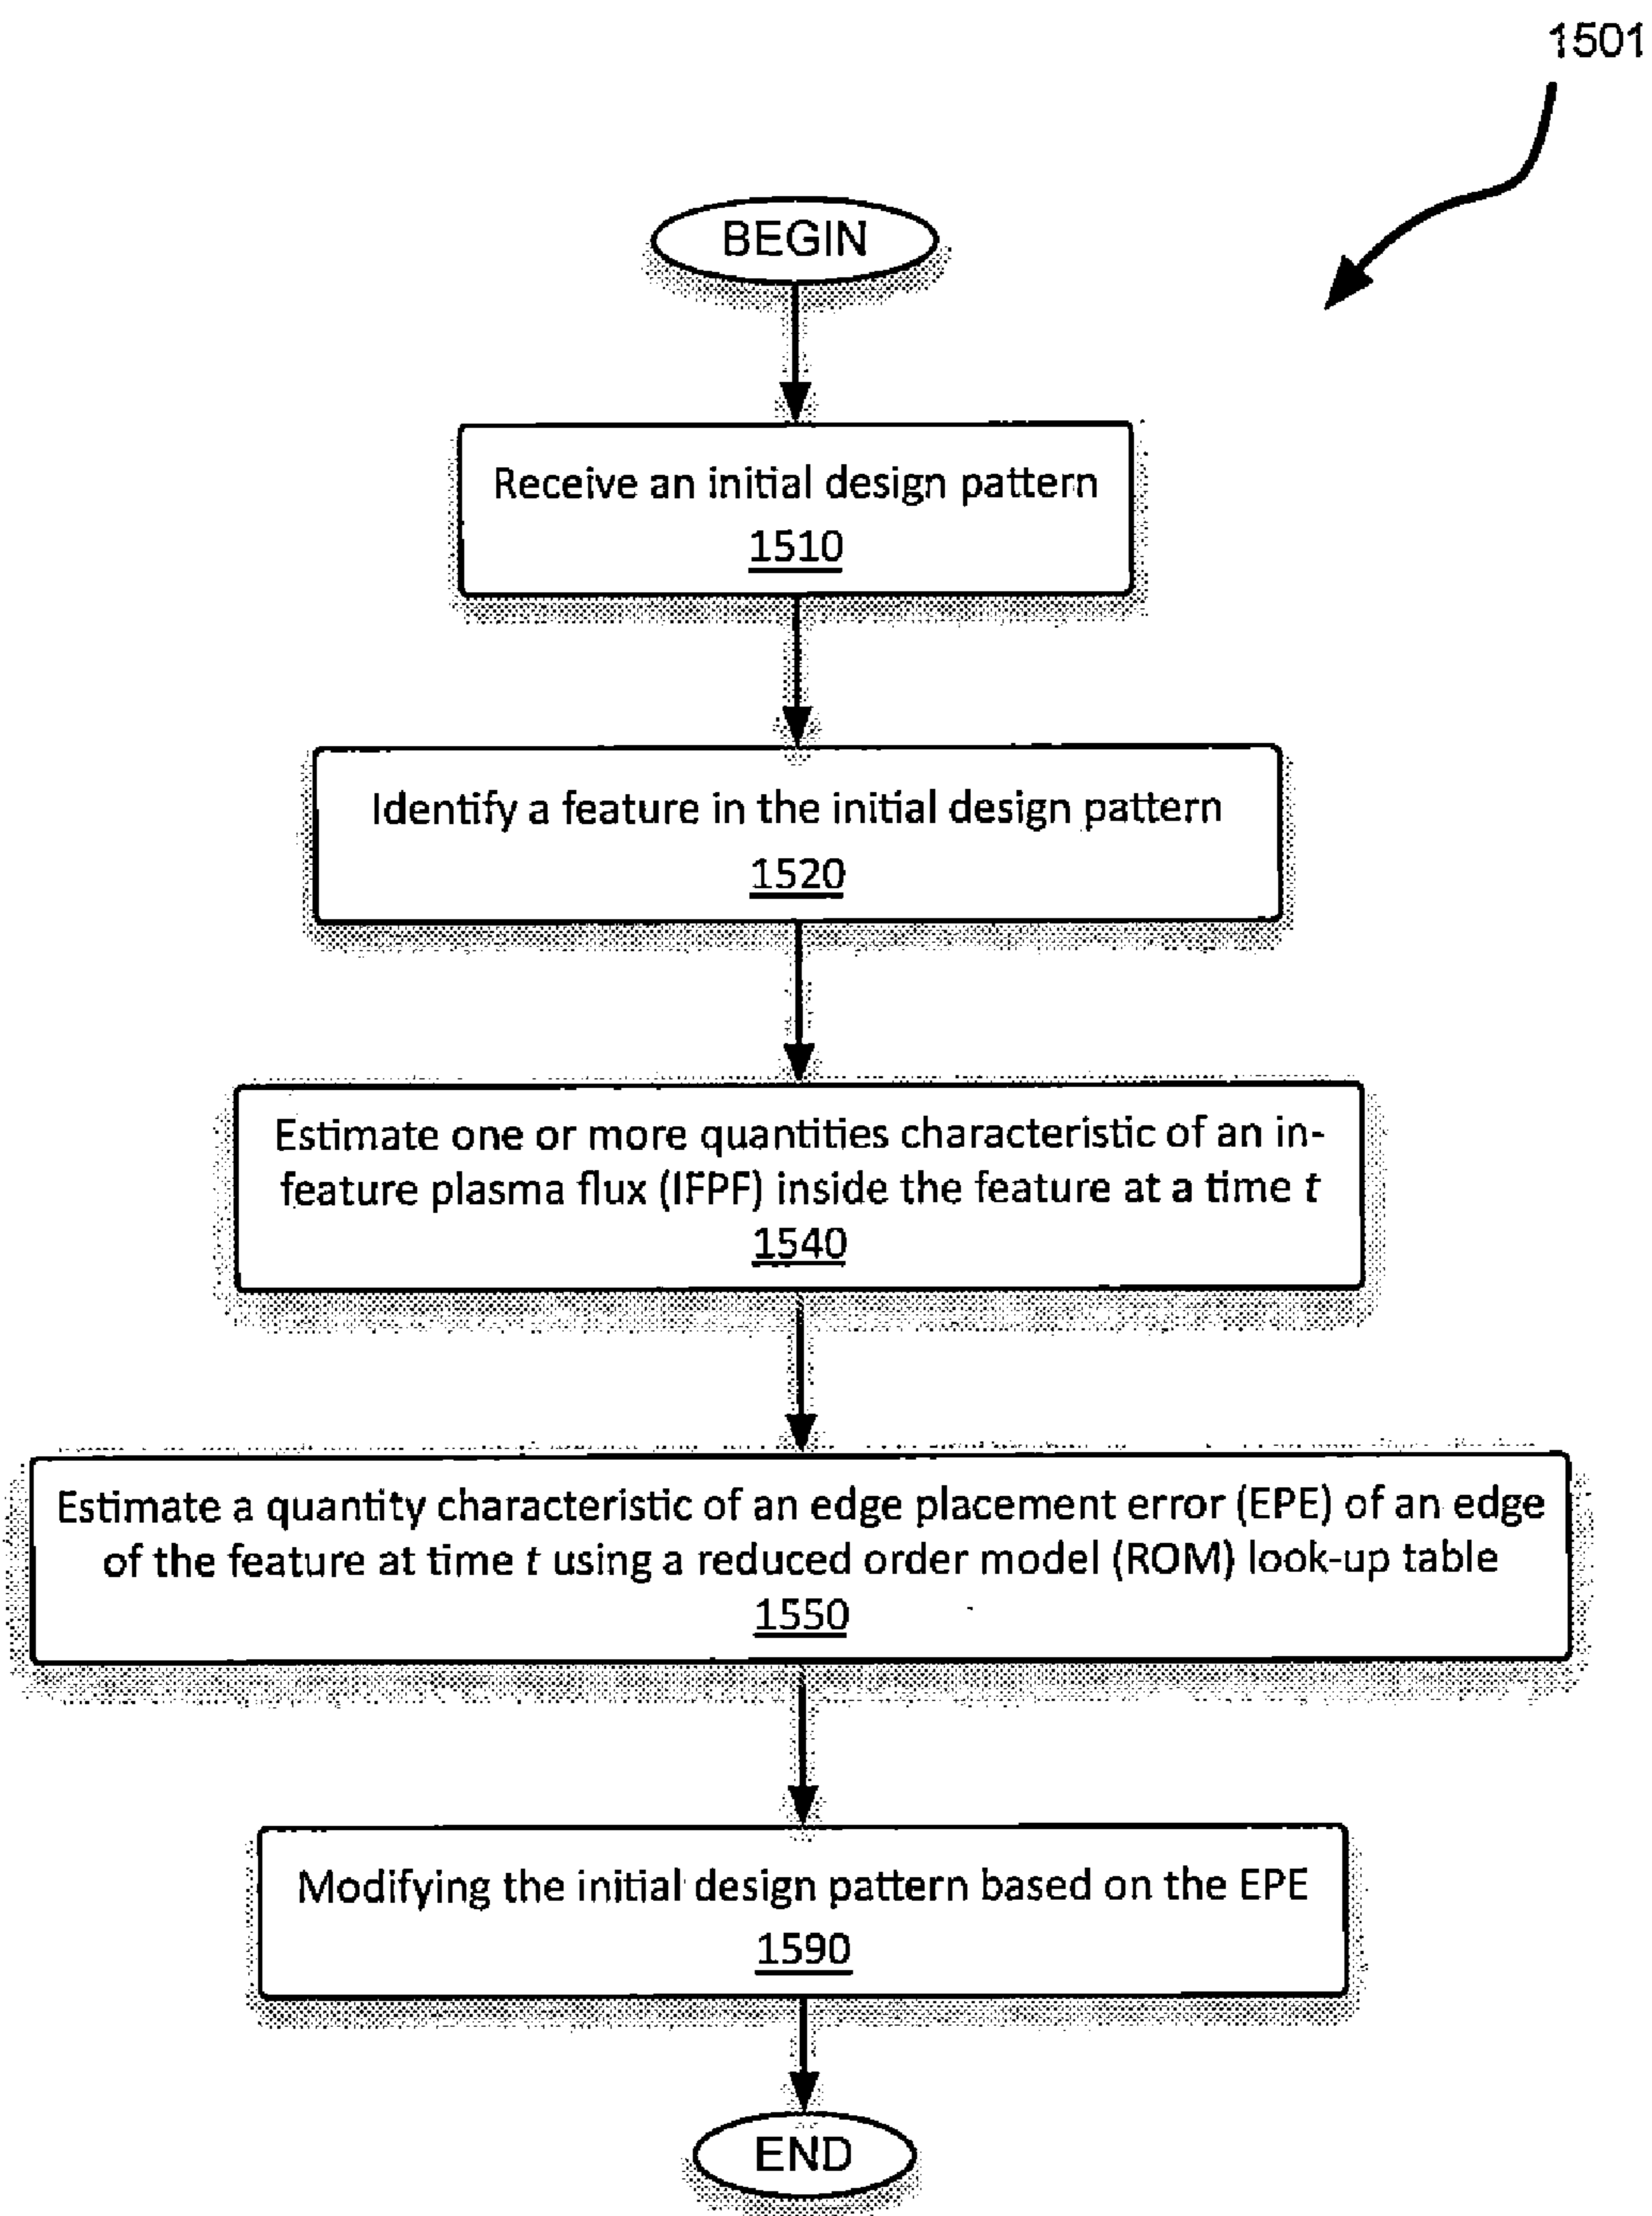 1501
BEGIN
Receive an initial design pattern
1510
Identify a feature in the initial design pattern
1520
Estimate one or more quantities characteristic of an in-
feature plasma flux (IFPF) inside the feature at a time t
1540
Estimate a quantity characteristic of an edge placement error (EPE) of an edge
of the feature at time t using a reduced order model (ROM) look-up table
1550
Modifying the initial design pattern based on the EPE
1590
END